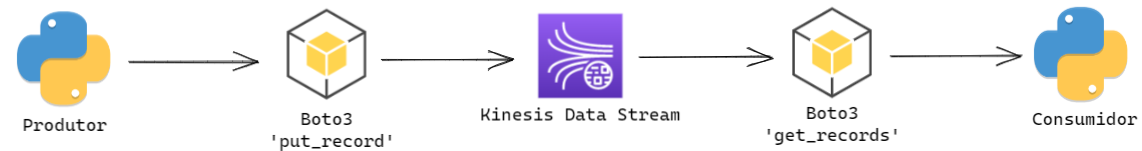 Produtor
Boto3
'put_record'
Kinesis Data Stream
Boto3
'get_records'
Consumidor